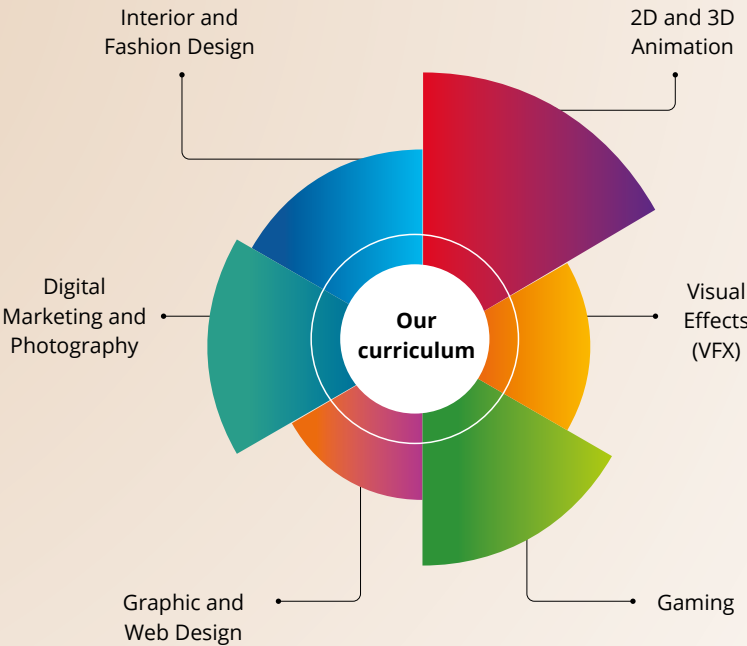 Interior and
Fashion Design
2D and 3D
Animation
Digital
Marketing and
Photography
Our
curriculum
Visual
Effects
(VFX)
Graphic and
Web Design
Gaming